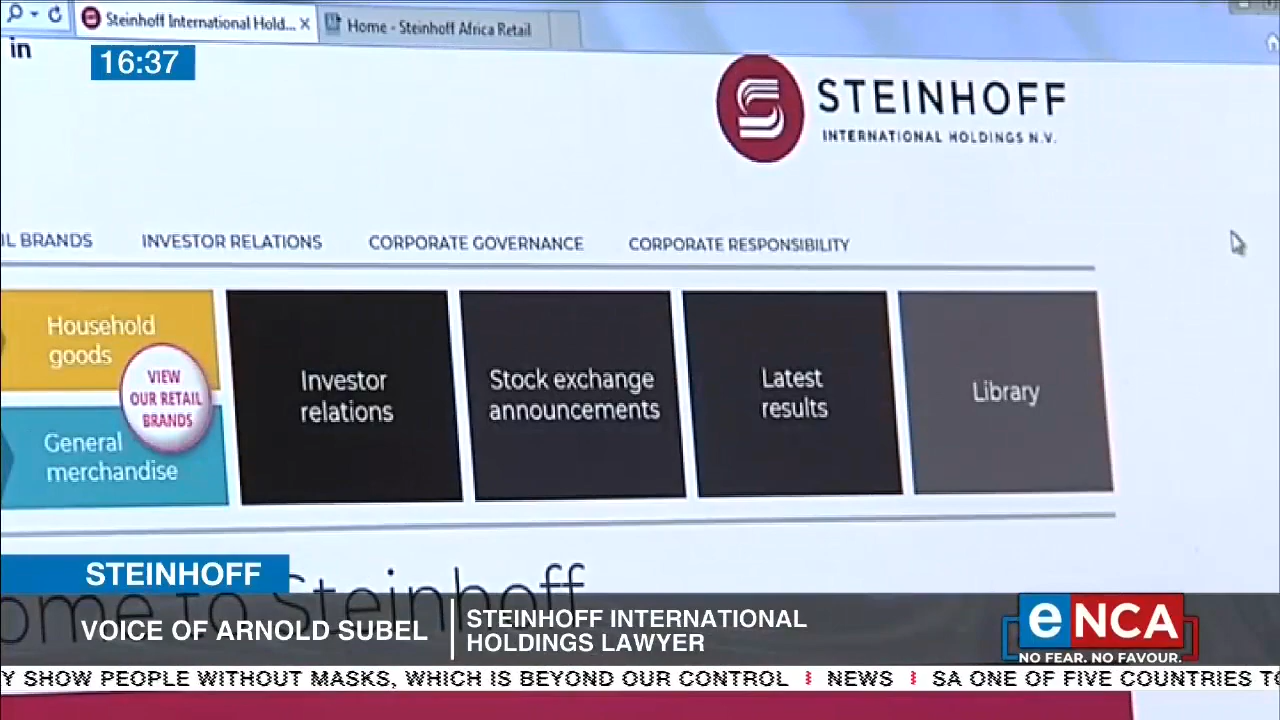 Steinhoff International Hold...
Home - Steinhoff Africa Retail
in
16:37
STEINHOFF
INTERNATIONAL HOLDINGS N.V.
BRANDS
INVESTOR RELATIONS
CORPORATE GOVERNANCE
CORPORATE RESPONSIBILITY
Household
goods
VIEW
OUR RETAIL
BRANDS
General
merchandise
Investor
relations
Stock exchange
announcements
Latest
results
Library
to Steinhoff
STEINHOFF
VOICE OF ARNOLD SUBEL
STEINHOFF INTERNATIONAL
HOLDINGS LAWYER
eNCA
NO FEAR. NO FAVOUR.
Y SHOW PEOPLE WITHOUT MASKS, WHICH IS BEYOND OUR CONTROL NEWS SA ONE OF FIVE COUNTRIES TO